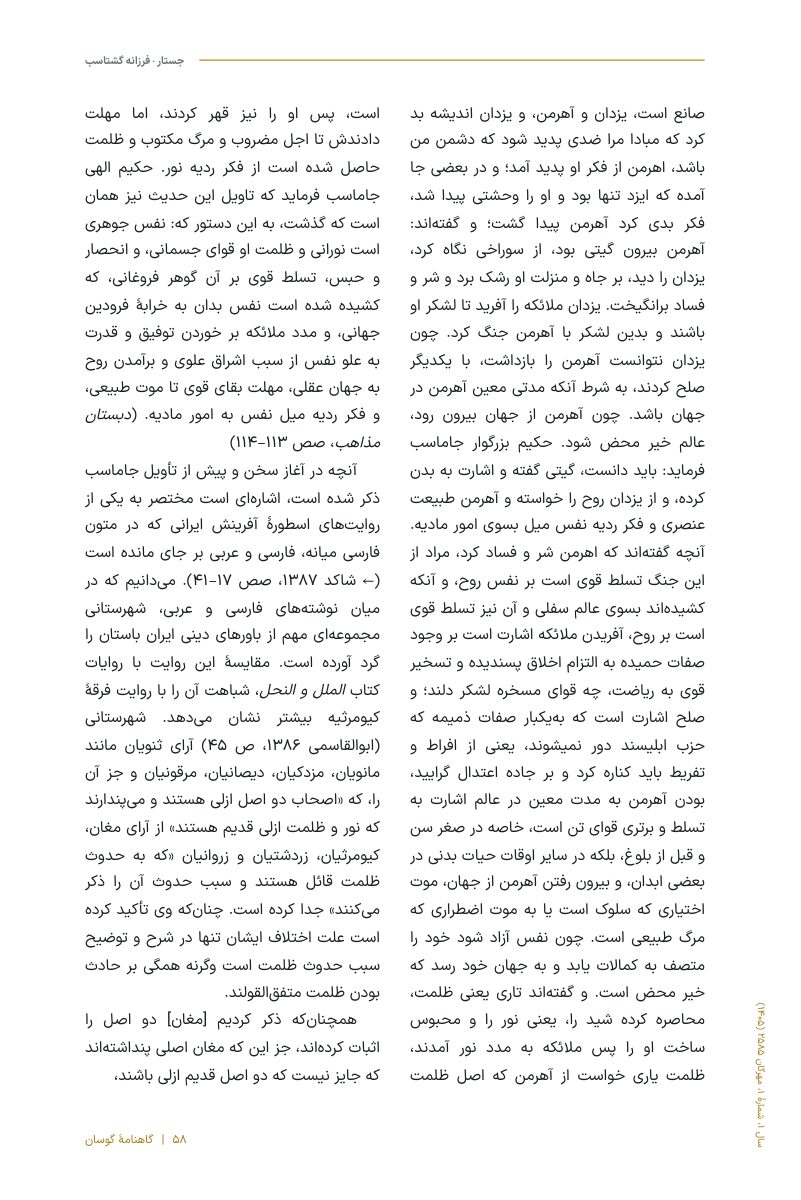 جستار · فرزانه گشتاسب
صانع است، یزدان و آهرمن، و یزدان اندیشه بد
کرد که مبادا مرا ضدی پدید شود که دشمن من
باشد، اهرمن از فکر او پدید آمد؛ و در بعضی جا
آمده که ایزد تنها بود و او را وحشتی پیدا شد،
فکر بدی کرد آهرمن پیدا گشت؛ و گفته‌اند:
آهرمن بیرون گیتی بود، از سوراخی نگاه کرد،
یزدان را دید، بر جاه و منزلت او رشک برد و شر و
فساد برانگیخت. یزدان ملائکه را آفرید تا لشکر او
باشند و بدین لشکر با آهرمن جنگ کرد. چون
یزدان نتوانست آهرمن را بازداشت، با یکدیگر
صلح کردند، به شرط آنکه مدتی معین آهرمن در
جهان باشد. چون آهرمن از جهان بیرون رود،
عالم خیر محض شود. حکیم بزرگوار جاماسب
فرماید: باید دانست، گیتی گفته و اشارت به بدن
کرده، و از یزدان روح را خواسته و آهرمن طبیعت
عنصری و فکر ردیه نفس میل بسوی امور مادیه.
آنچه گفته‌اند که اهرمن شر و فساد کرد، مراد از
این جنگ تسلط قوی است بر نفس روح، و آنکه
کشیده‌اند بسوی عالم سفلی و آن نیز تسلط قوی
است بر روح، آفریدن ملائکه اشارت است بر وجود
صفات حمیده به التزام اخلاق پسندیده و تسخیر
قوی به ریاضت، چه قوای مسخره لشکر دلند؛ و
صلح اشارت است که به‌یکبار صفات ذمیمه که
حزب ابلیسند دور نمیشوند، یعنی از افراط و
تفریط باید کناره کرد و بر جاده اعتدال گرایید،
بودن آهرمن به مدت معین در عالم اشارت به
تسلط و برتری قوای تن است، خاصه در صغر سن
و قبل از بلوغ، بلکه در سایر اوقات حیات بدنی در
بعضی ابدان، و بیرون رفتن آهرمن از جهان، موت
اختیاری که سلوک است یا به موت اضطراری که
مرگ طبیعی است. چون نفس آزاد شود خود را
متصف به کمالات یابد و به جهان خود رسد که
خیر محض است. و گفته‌اند تاری یعنی ظلمت،
محاصره کرده شید را، یعنی نور را و محبوس
ساخت او را پس ملائکه به مدد نور آمدند،
ظلمت یاری خواست از آهرمن که اصل ظلمت
است، پس او را نیز قهر کردند، اما مهلت
دادندش تا اجل مضروب و مرگ مکتوب و ظلمت
حاصل شده است از فکر ردیه نور. حکیم الهی
جاماسب فرماید که تاویل این حدیث نیز همان
است که گذشت، به این دستور که: نفس جوهری
است نورانی و ظلمت او قوای جسمانی، و انحصار
و حبس، تسلط قوی بر آن گوهر فروغانی، که
کشیده شده است نفس بدان به خرابهٔ فرودین
جهانی، و مدد ملائکه بر خوردن توفیق و قدرت
به علو نفس از سبب اشراق علوی و برآمدن روح
به جهان عقلی، مهلت بقای قوی تا موت طبیعی،
و فکر ردیه میل نفس به امور مادیه. (دبستان
مذاهب، صص ۱۱۳-۱۱۴)
آنچه در آغاز سخن و پیش از تأویل جاماسب
ذکر شده است، اشاره‌ای است مختصر به یکی از
روایت‌های اسطورهٔ آفرینش ایرانی که در متون
فارسی میانه، فارسی و عربی بر جای مانده است
(← شاکد ۱۳۸۷، صص ۱۷-۴۱). می‌دانیم که در
میان نوشته‌های فارسی و عربی، شهرستانی
مجموعه‌ای مهم از باورهای دینی ایران باستان را
گرد آورده است. مقایسهٔ این روایت با روایات
کتاب الملل و النحل، شباهت آن را با روایت فرقهٔ
کیومرثیه بیشتر نشان می‌دهد. شهرستانی
(ابوالقاسمی ۱۳۸۶، ص ۴۵) آرای ثنویان مانند
مانویان، مزدکیان، دیصانیان، مرقونیان و جز آن
را، که «اصحاب دو اصل ازلی هستند و می‌پندارند
که نور و ظلمت ازلی قدیم هستند» از آرای مغان،
کیومرثیان، زردشتیان و زروانیان «که به حدوث
ظلمت قائل هستند و سبب حدوث آن را ذکر
می‌کنند» جدا کرده است. چنان‌که وی تأکید کرده
است علت اختلاف ایشان تنها در شرح و توضیح
سبب حدوث ظلمت است وگرنه همگی بر حادث
بودن ظلمت متفق‌القولند.
همچنان‌که ذکر کردیم [مغان] دو اصل را
اثبات کرده‌اند، جز این که مغان اصلی پنداشته‌اند
که جایز نیست که دو اصل قدیم ازلی باشند،
سال ۱، شمارهٔ ۱، مهرگان ۲۵۸۵ (۱۴۰۵)
۵۸ | گاهنامهٔ گوسان